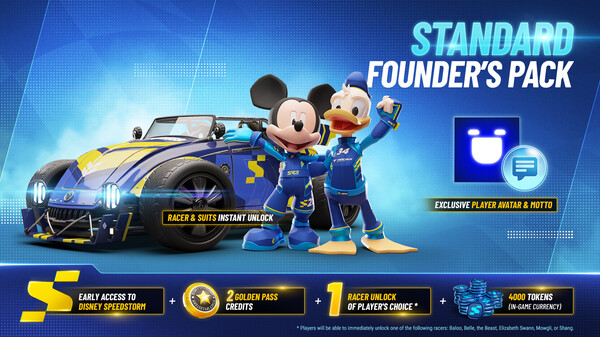 STANDARD
FOUNDER'S PACK
34
RACER & SUITS INSTANT UNLOCK
EXCLUSIVE PLAYER AVATAR & MOTTO
EARLY ACCESS TO
DISNEY SPEEDSTORM
+
2 GOLDEN PASS
CREDITS
+
1 RACER UNLOCK
OF PLAYER'S CHOICE *
+
4000 TOKENS
(IN-GAME CURRENCY)
* Players will be able to immediately unlock one of the following racers: Baloo, Belle, the Beast, Elizabeth Swann, Mowgli, or Shang.